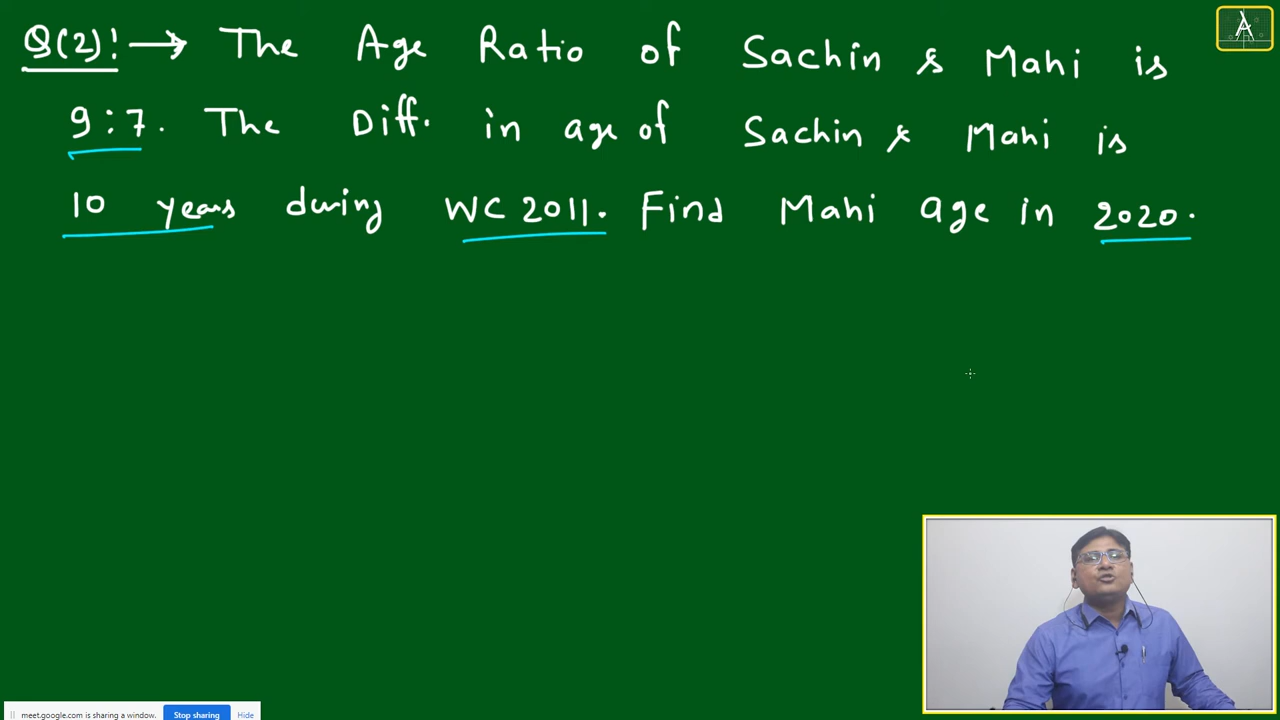 Q(2)!→ The Age Ratio of Sachin & Mahi is
9:7. The Diff. in age of Sachin & Mahi is
10 years during WC 2011. Find Mahi age in 2020.
meet.google.com is sharing a window. Stop sharing Hide